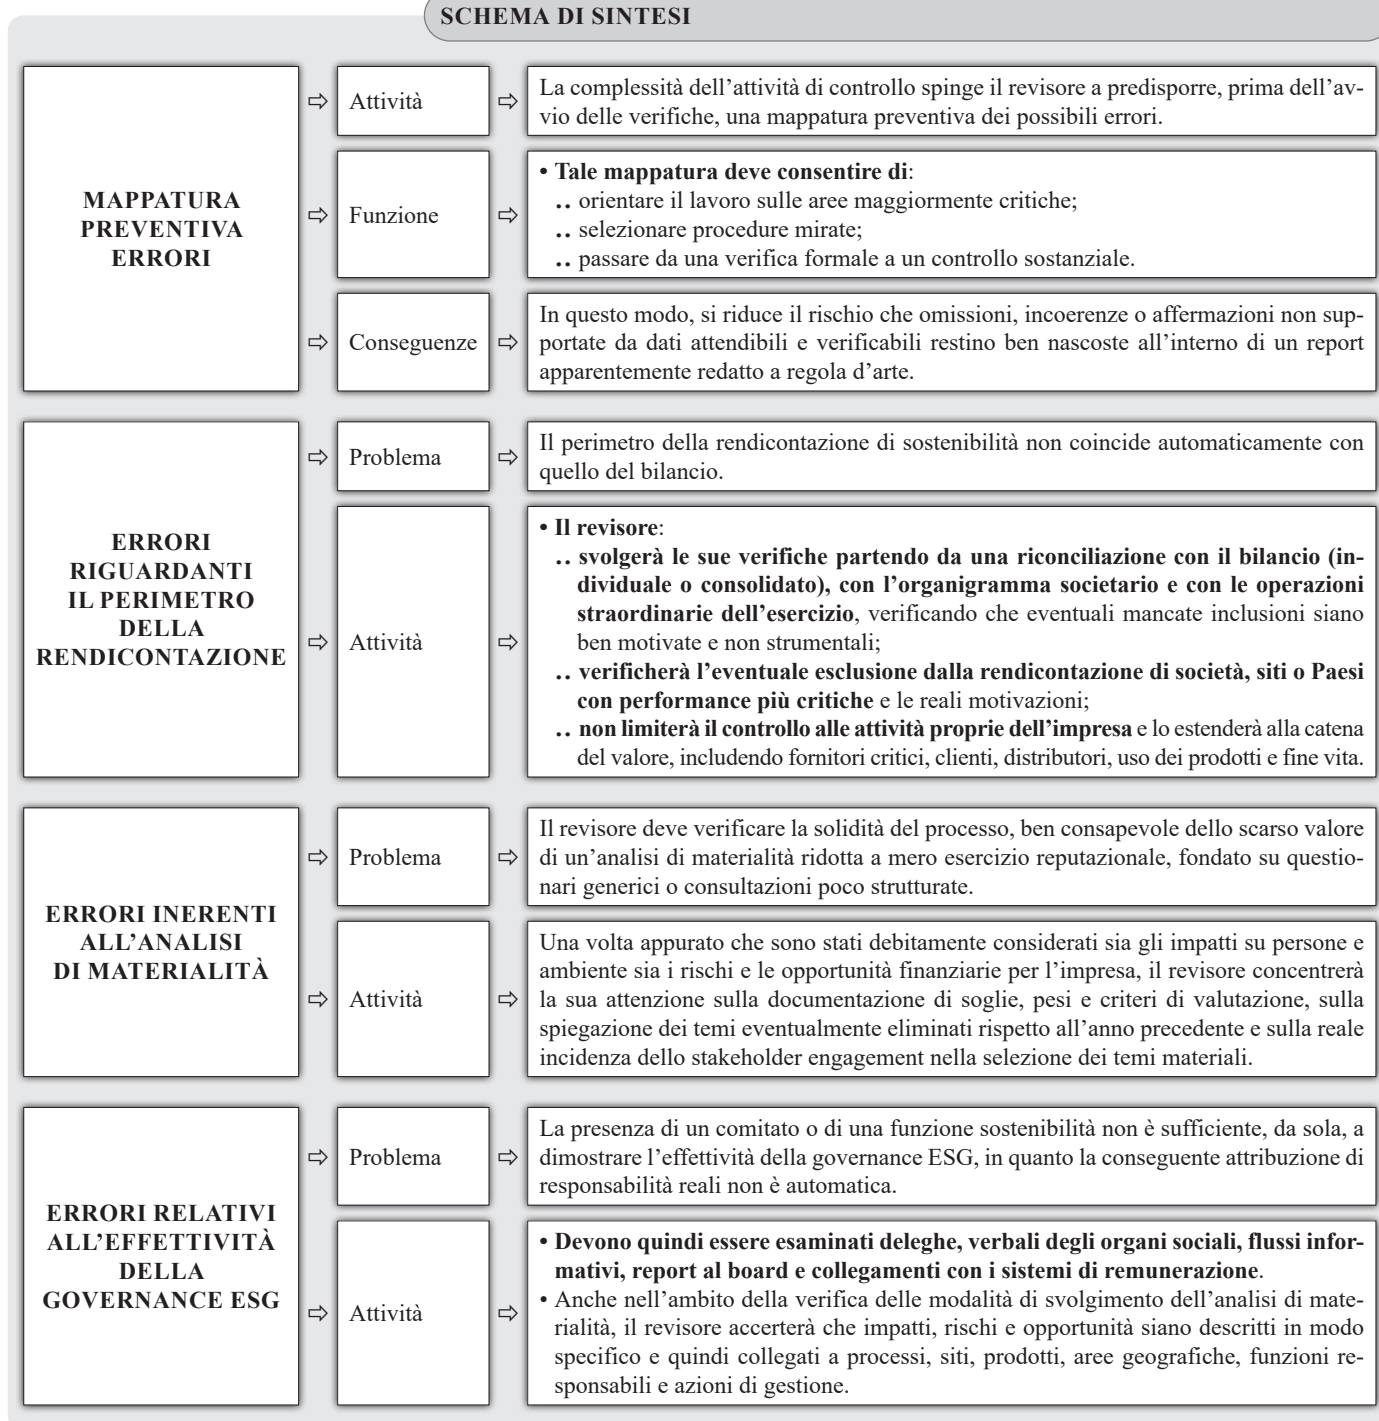 SCHEMA DI SINTESI
MAPPATURA
PREVENTIVA
ERRORI
⇨ Attività ⇨
La complessità dell'attività di controllo spinge il revisore a predisporre, prima dell'av-
vio delle verifiche, una mappatura preventiva dei possibili errori.
⇨ Funzione ⇨
• Tale mappatura deve consentire di:
.. orientare il lavoro sulle aree maggiormente critiche;
.. selezionare procedure mirate;
.. passare da una verifica formale a un controllo sostanziale.
⇨ Conseguenze ⇨
In questo modo, si riduce il rischio che omissioni, incoerenze o affermazioni non sup-
portate da dati attendibili e verificabili restino ben nascoste all'interno di un report
apparentemente redatto a regola d'arte.
ERRORI
RIGUARDANTI
IL PERIMETRO
DELLA
RENDICONTAZIONE
⇨ Problema ⇨
Il perimetro della rendicontazione di sostenibilità non coincide automaticamente con
quello del bilancio.
⇨ Attività ⇨
• Il revisore:
.. svolgerà le sue verifiche partendo da una riconciliazione con il bilancio (in-
dividuale o consolidato), con l'organigramma societario e con le operazioni
straordinarie dell'esercizio, verificando che eventuali mancate inclusioni siano
ben motivate e non strumentali;
.. verificherà l'eventuale esclusione dalla rendicontazione di società, siti o Paesi
con performance più critiche e le reali motivazioni;
.. non limiterà il controllo alle attività proprie dell'impresa e lo estenderà alla catena
del valore, includendo fornitori critici, clienti, distributori, uso dei prodotti e fine vita.
ERRORI INERENTI
ALL'ANALISI
DI MATERIALITÀ
⇨ Problema ⇨
Il revisore deve verificare la solidità del processo, ben consapevole dello scarso valore
di un'analisi di materialità ridotta a mero esercizio reputazionale, fondato su questio-
nari generici o consultazioni poco strutturate.
⇨ Attività ⇨
Una volta appurato che sono stati debitamente considerati sia gli impatti su persone e
ambiente sia i rischi e le opportunità finanziarie per l'impresa, il revisore concentrerà
la sua attenzione sulla documentazione di soglie, pesi e criteri di valutazione, sulla
spiegazione dei temi eventualmente eliminati rispetto all'anno precedente e sulla reale
incidenza dello stakeholder engagement nella selezione dei temi materiali.
ERRORI RELATIVI
ALL'EFFETTIVITÀ
DELLA
GOVERNANCE ESG
⇨ Problema ⇨
La presenza di un comitato o di una funzione sostenibilità non è sufficiente, da sola, a
dimostrare l'effettività della governance ESG, in quanto la conseguente attribuzione di
responsabilità reali non è automatica.
⇨ Attività ⇨
• Devono quindi essere esaminati deleghe, verbali degli organi sociali, flussi infor-
mativi, report al board e collegamenti con i sistemi di remunerazione.
• Anche nell'ambito della verifica delle modalità di svolgimento dell'analisi di mate-
rialità, il revisore accerterà che impatti, rischi e opportunità siano descritti in modo
specifico e quindi collegati a processi, siti, prodotti, aree geografiche, funzioni re-
sponsabili e azioni di gestione.